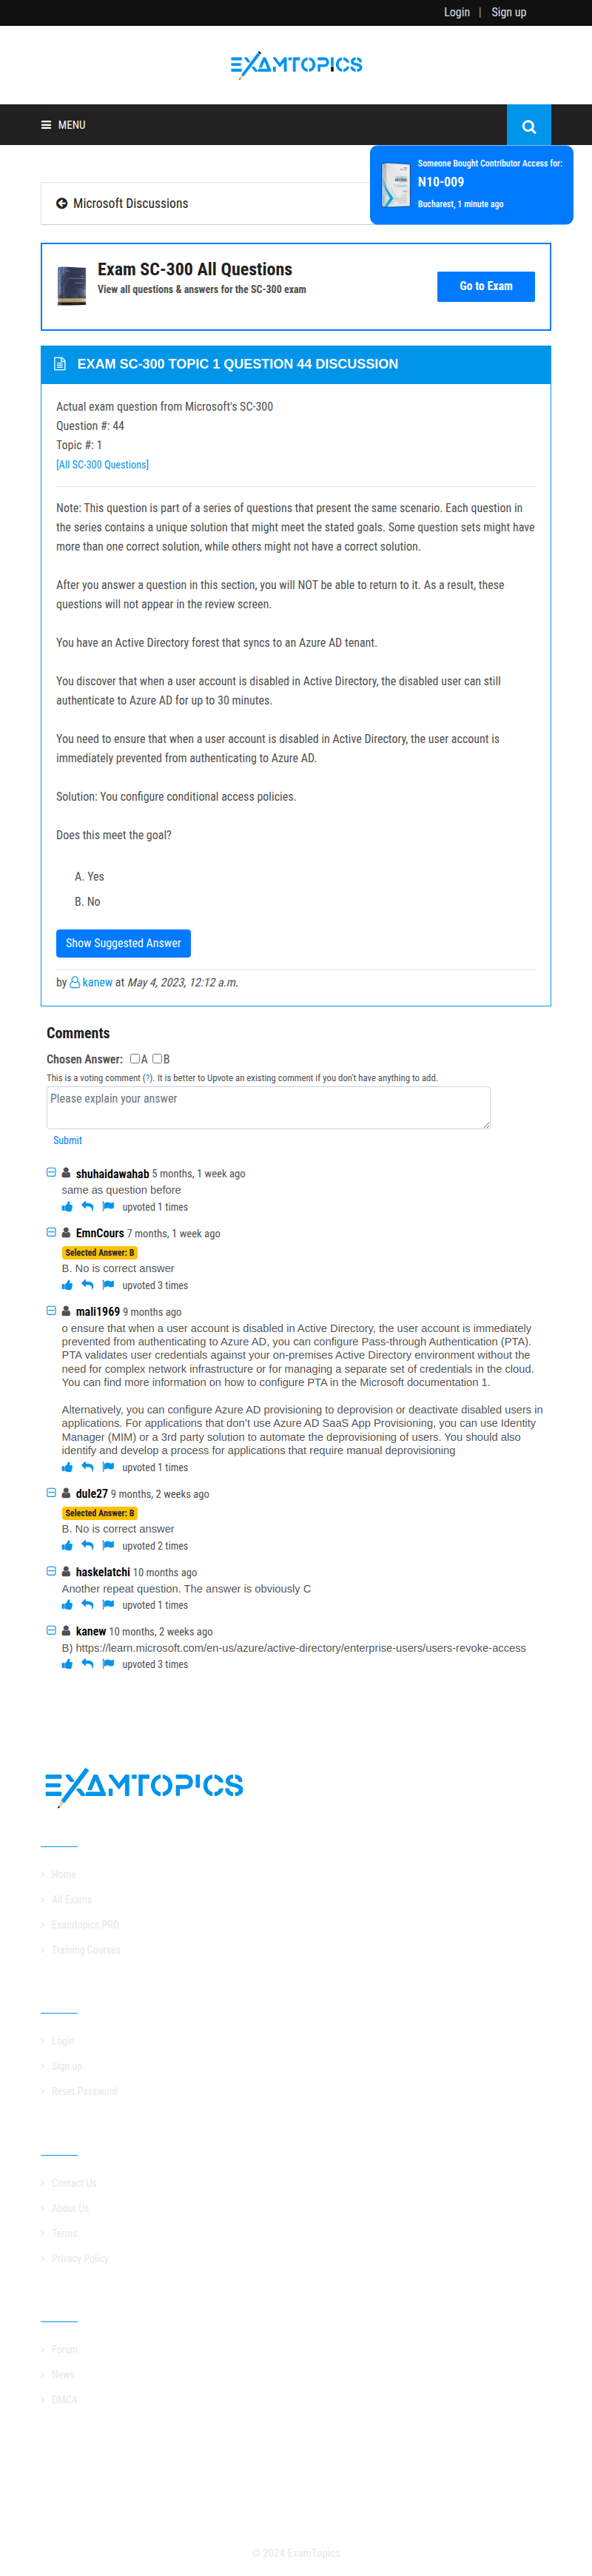 Login | Sign up
EXAMTOPICS
MENU
Someone Bought Contributor Access for:
N10-009
Bucharest, 1 minute ago
Microsoft Discussions
Exam SC-300 All Questions
View all questions & answers for the SC-300 exam
Go to Exam
EXAM SC-300 TOPIC 1 QUESTION 44 DISCUSSION
Actual exam question from Microsoft's SC-300
Question #: 44
Topic #: 1
[All SC-300 Questions]
Note: This question is part of a series of questions that present the same scenario. Each question in
the series contains a unique solution that might meet the stated goals. Some question sets might have
more than one correct solution, while others might not have a correct solution.
After you answer a question in this section, you will NOT be able to return to it. As a result, these
questions will not appear in the review screen.
You have an Active Directory forest that syncs to an Azure AD tenant.
You discover that when a user account is disabled in Active Directory, the disabled user can still
authenticate to Azure AD for up to 30 minutes.
You need to ensure that when a user account is disabled in Active Directory, the user account is
immediately prevented from authenticating to Azure AD.
Solution: You configure conditional access policies.
Does this meet the goal?
A. Yes
B. No
Show Suggested Answer
by kanew at May 4, 2023, 12:12 a.m.
Comments
Chosen Answer: A B
This is a voting comment (?). It is better to Upvote an existing comment if you don't have anything to add.
Please explain your answer
Submit
shuhaidawahab 5 months, 1 week ago
same as question before
upvoted 1 times
EmnCours 7 months, 1 week ago
Selected Answer: B
B. No is correct answer
upvoted 3 times
mali1969 9 months ago
o ensure that when a user account is disabled in Active Directory, the user account is immediately
prevented from authenticating to Azure AD, you can configure Pass-through Authentication (PTA).
PTA validates user credentials against your on-premises Active Directory environment without the
need for complex network infrastructure or for managing a separate set of credentials in the cloud.
You can find more information on how to configure PTA in the Microsoft documentation 1.
Alternatively, you can configure Azure AD provisioning to deprovision or deactivate disabled users in
applications. For applications that don’t use Azure AD SaaS App Provisioning, you can use Identity
Manager (MIM) or a 3rd party solution to automate the deprovisioning of users. You should also
identify and develop a process for applications that require manual deprovisioning
upvoted 1 times
dule27 9 months, 2 weeks ago
Selected Answer: B
B. No is correct answer
upvoted 2 times
haskelatchi 10 months ago
Another repeat question. The answer is obviously C
upvoted 1 times
kanew 10 months, 2 weeks ago
B) https://learn.microsoft.com/en-us/azure/active-directory/enterprise-users/users-revoke-access
upvoted 3 times
EXAMTOPICS
Home
All Exams
Examtopics PRO
Training Courses
Login
Sign up
Reset Password
Contact Us
About Us
Terms
Privacy Policy
Forum
News
DMCA
© 2024 ExamTopics